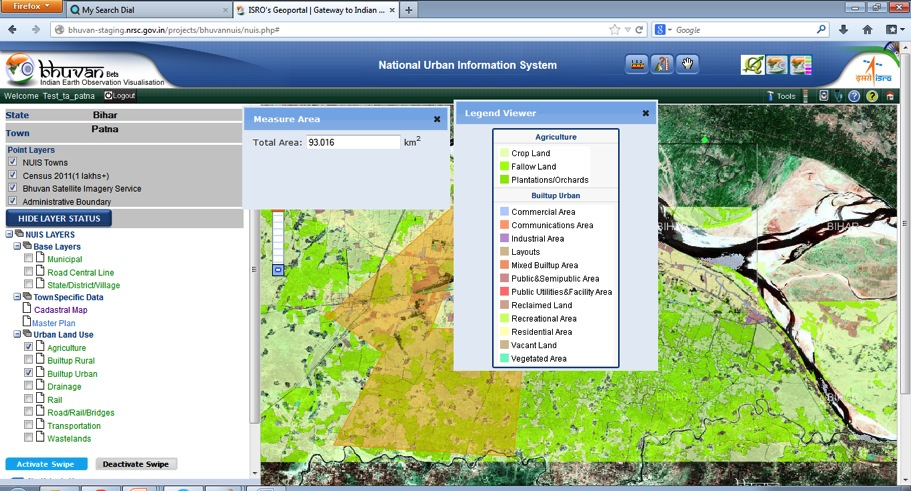 Firefox
My Search Dial
ISRO's Geoportal | Gateway to Indian ...
bhuvan-staging.nrsc.gov.in/projects/bhuvannuis/nuis.php#
Google
bhuvan Beta
Indian Earth Observation Visualisation
National Urban Information System
Welcome Test_ta_patna Logout
Tools
State Bihar
Town Patna
Point Layers
NUIS Towns
Census 2011(1 lakhs+)
Bhuvan Satellite Imagery Service
Administrative Boundary
HIDE LAYER STATUS
NUIS LAYERS
Base Layers
Municipal
Road Central Line
State/District/Village
TownSpecific Data
Cadastral Map
Master Plan
Urban Land Use
Agriculture
Builtup Rural
Builtup Urban
Drainage
Rail
Road/Rail/Bridges
Transportation
Wastelands
Activate Swipe Deactivate Swipe
Measure Area
Total Area: 93.016 km2
Legend Viewer
Agriculture
Crop Land
Fallow Land
Plantations/Orchards
Builtup Urban
Commercial Area
Communications Area
Industrial Area
Layouts
Mixed Builtup Area
Public&Semipublic Area
Public Utilities&Facility Area
Reclaimed Land
Recreational Area
Residential Area
Vacant Land
Vegetated Area
BIHAR
BIHAR
BIHAR
BIHAR